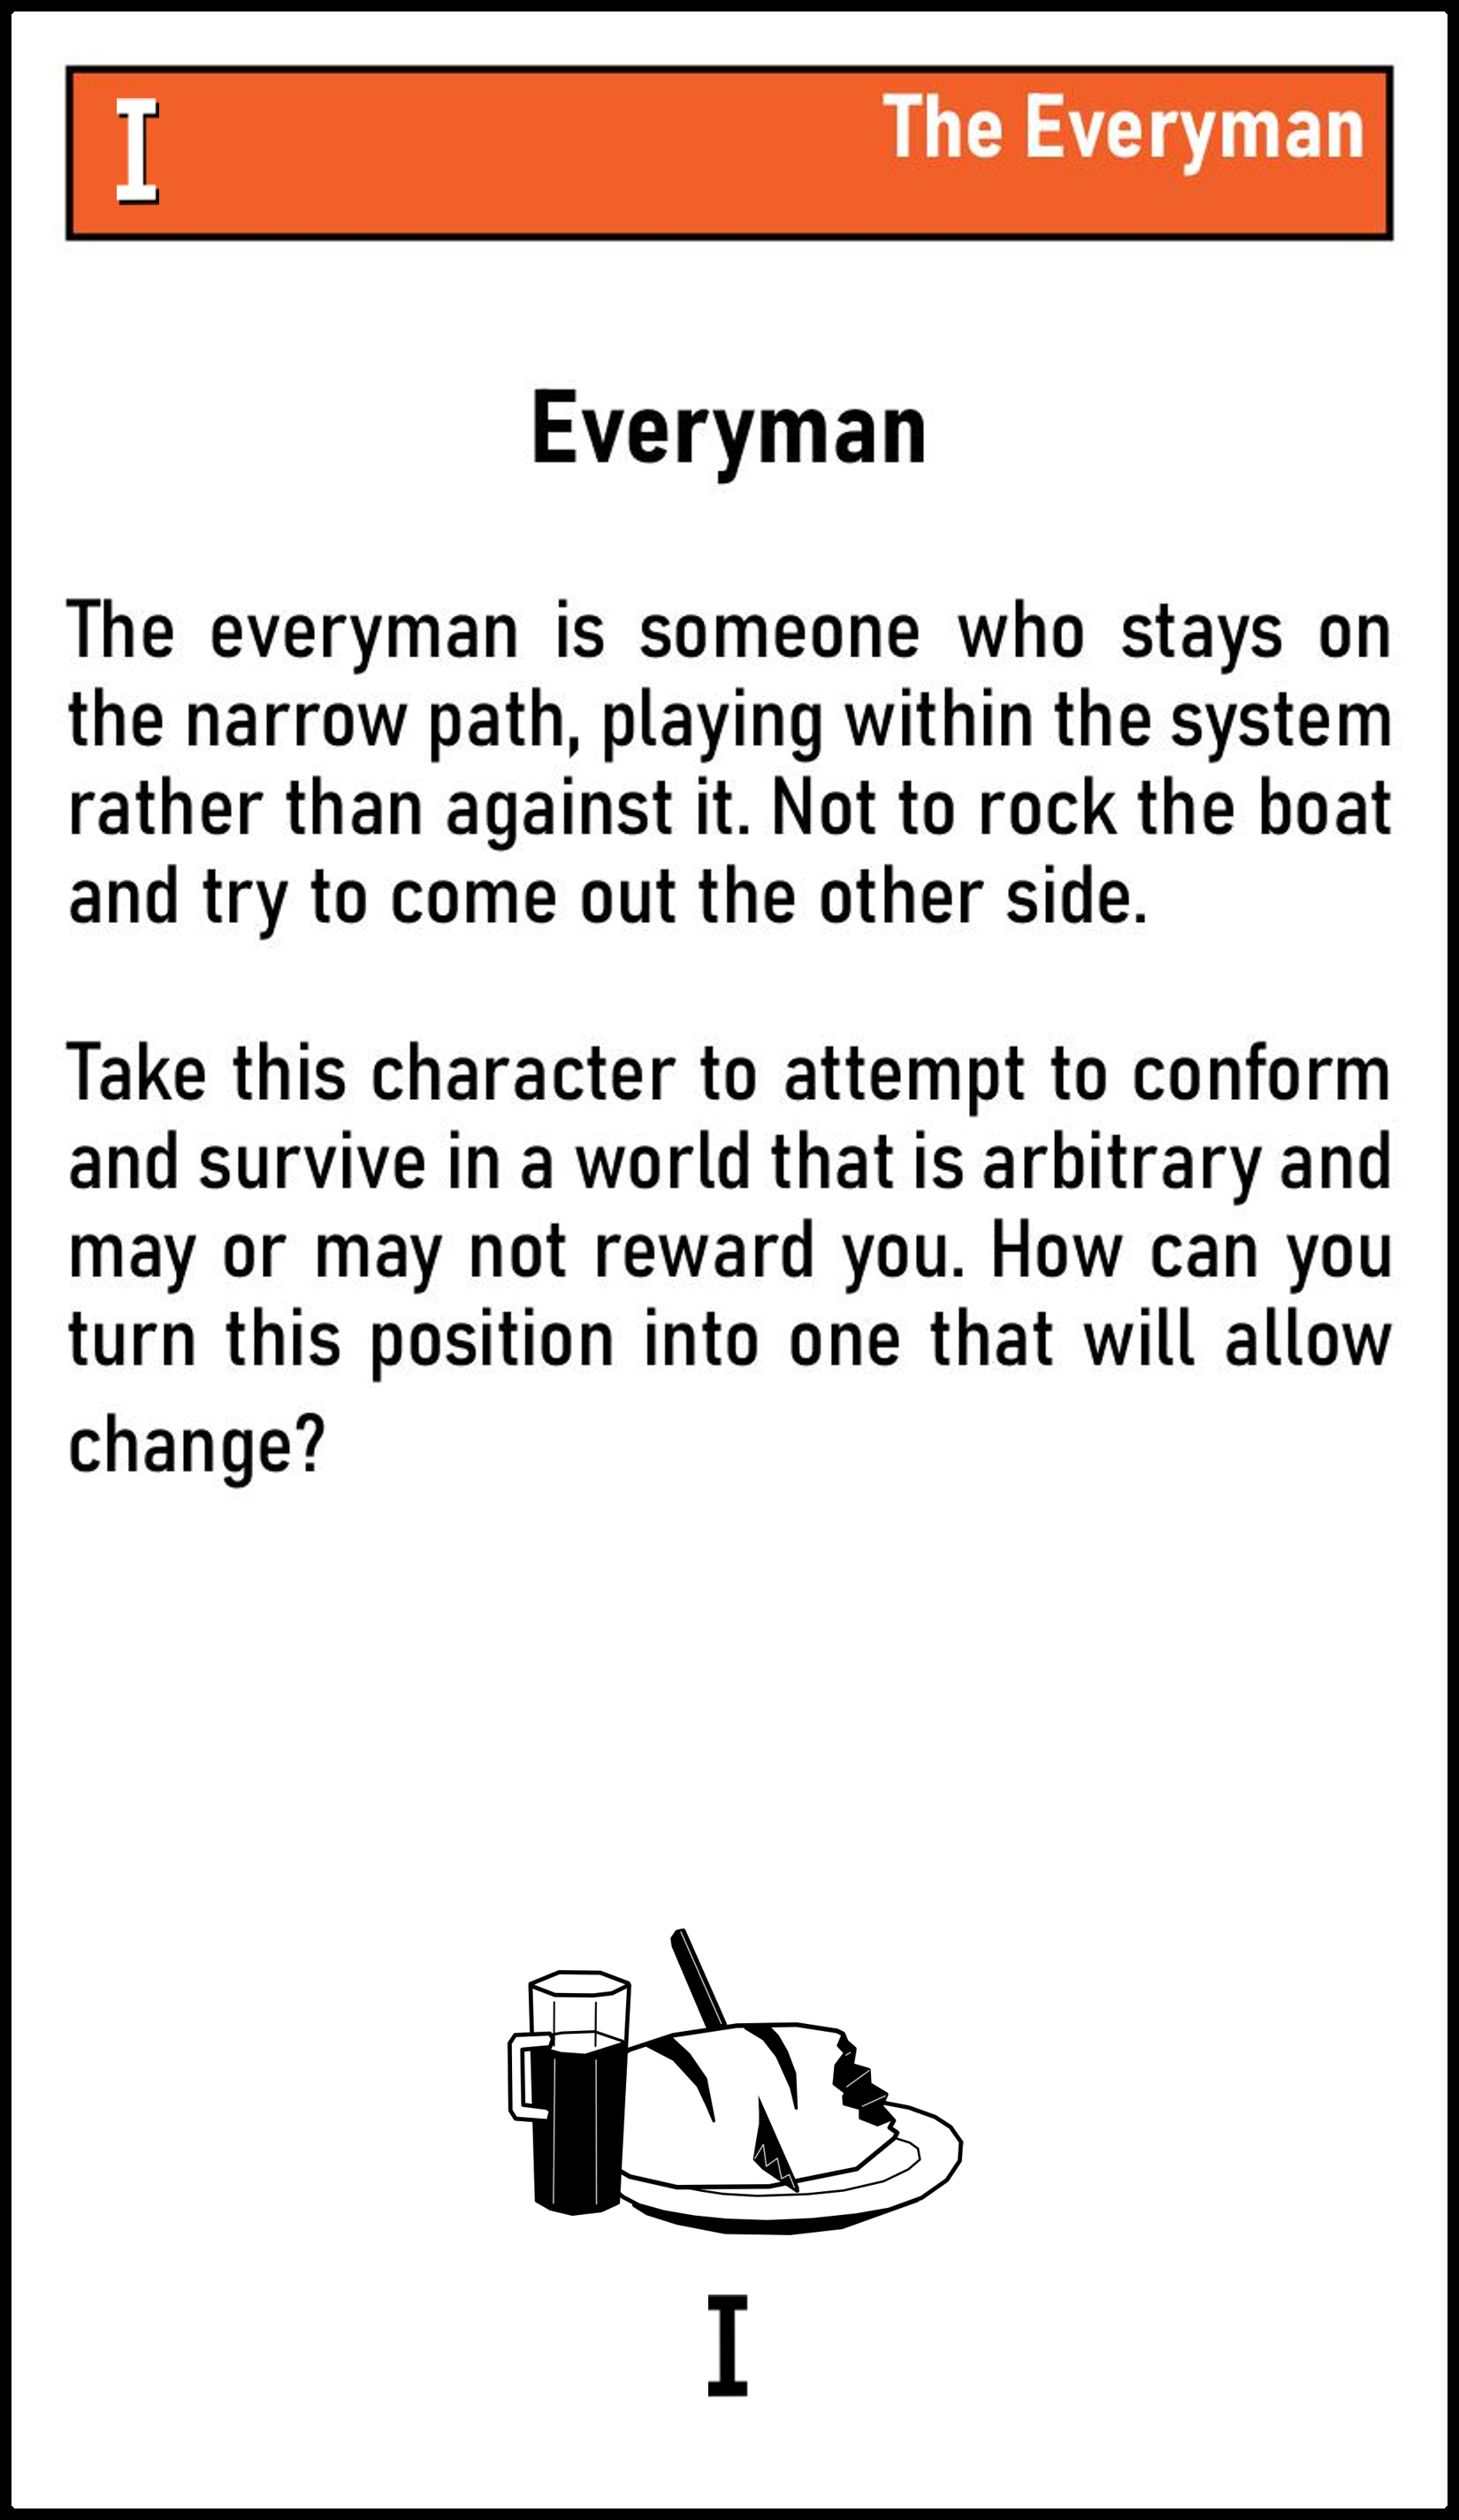 I
The Everyman
Everyman
The everyman is someone who stays on
the narrow path, playing within the system
rather than against it. Not to rock the boat
and try to come out the other side.
Take this character to attempt to conform
and survive in a world that is arbitrary and
may or may not reward you. How can you
turn this position into one that will allow
change?
I